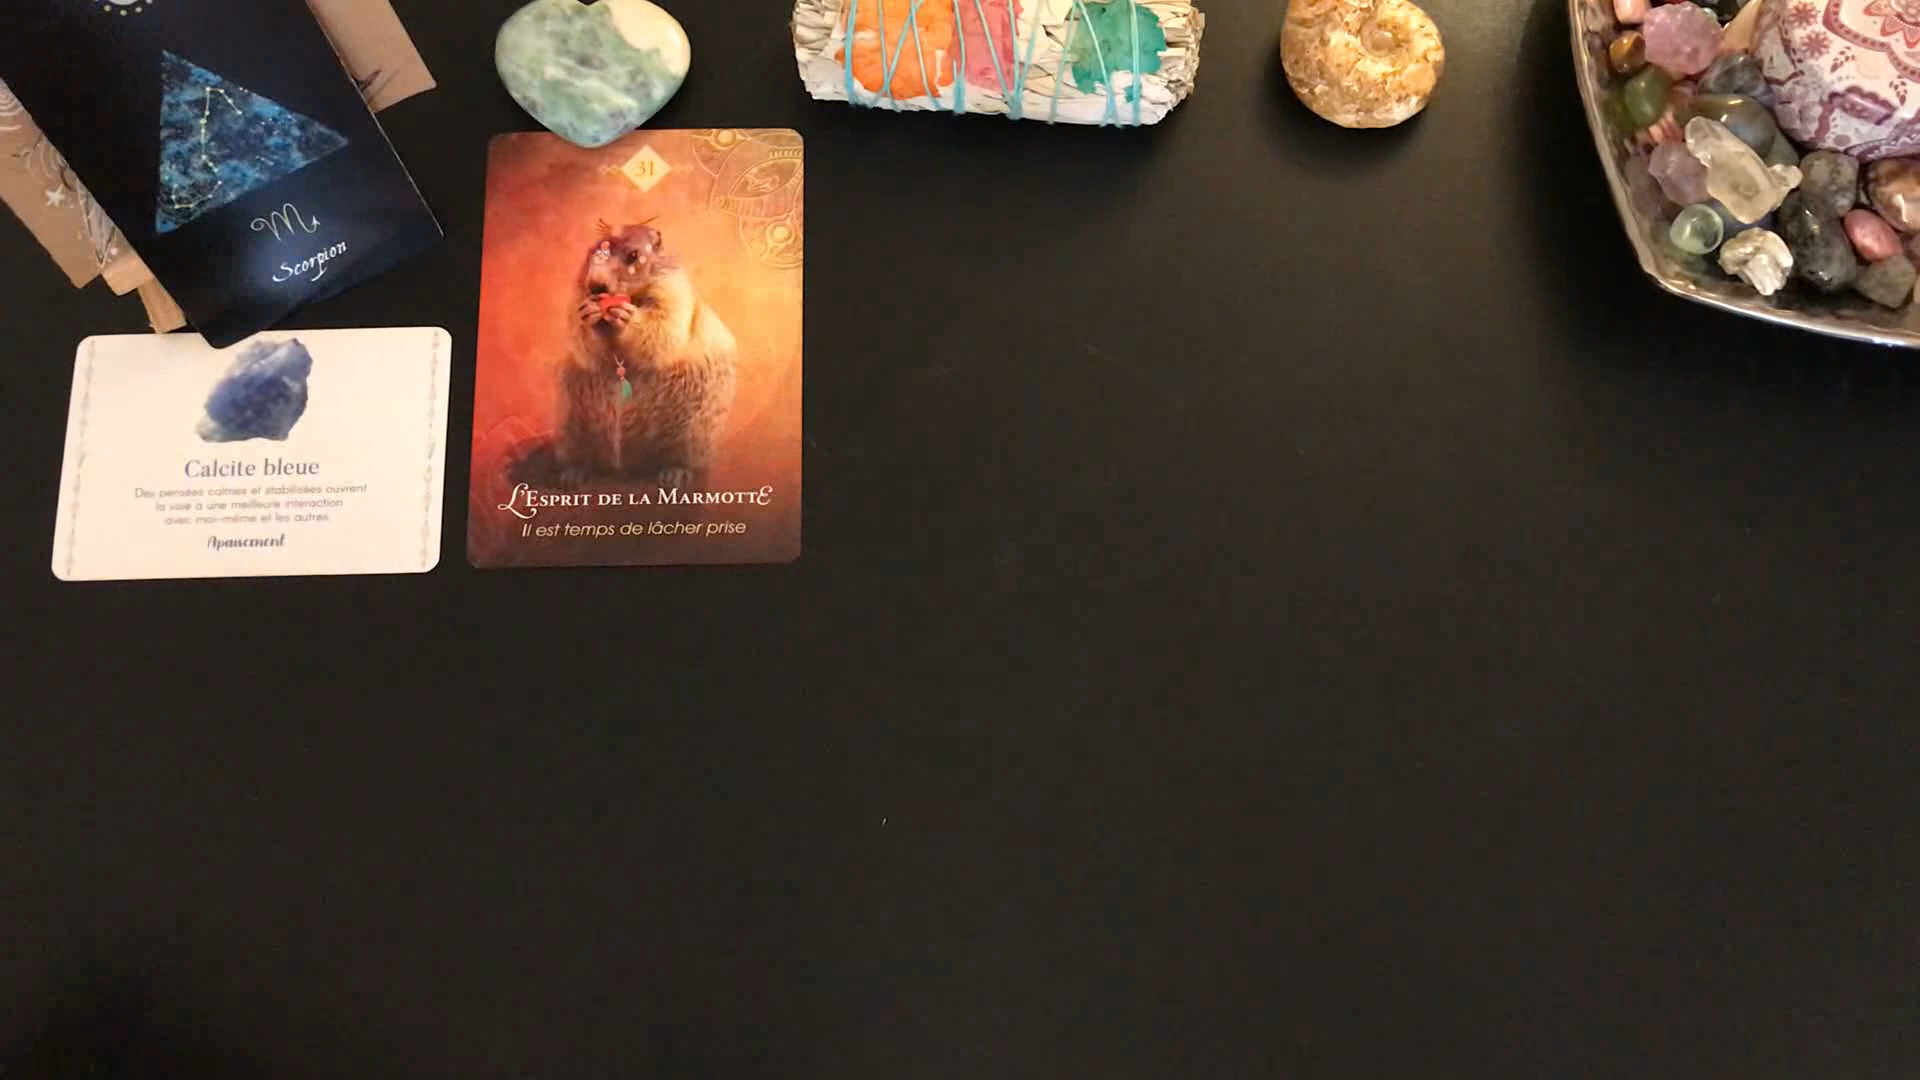 Scorpion
31
Calcite bleue
Des pensées calmes et stabilisées ouvrent
la voie à une meilleure interaction
avec moi-même et les autres.
Apaisement
L'Esprit de la Marmotte
Il est temps de lâcher prise